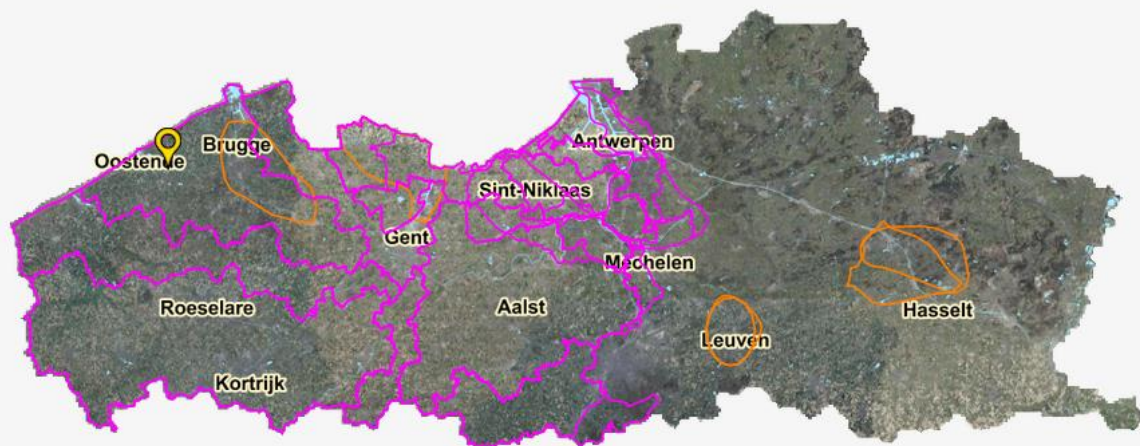 Antwerpen
Brugge
Oostende
Sint-Niklaas
Gent
Mechelen
Roeselare
Aalst
Hasselt
Leuven
Kortrijk